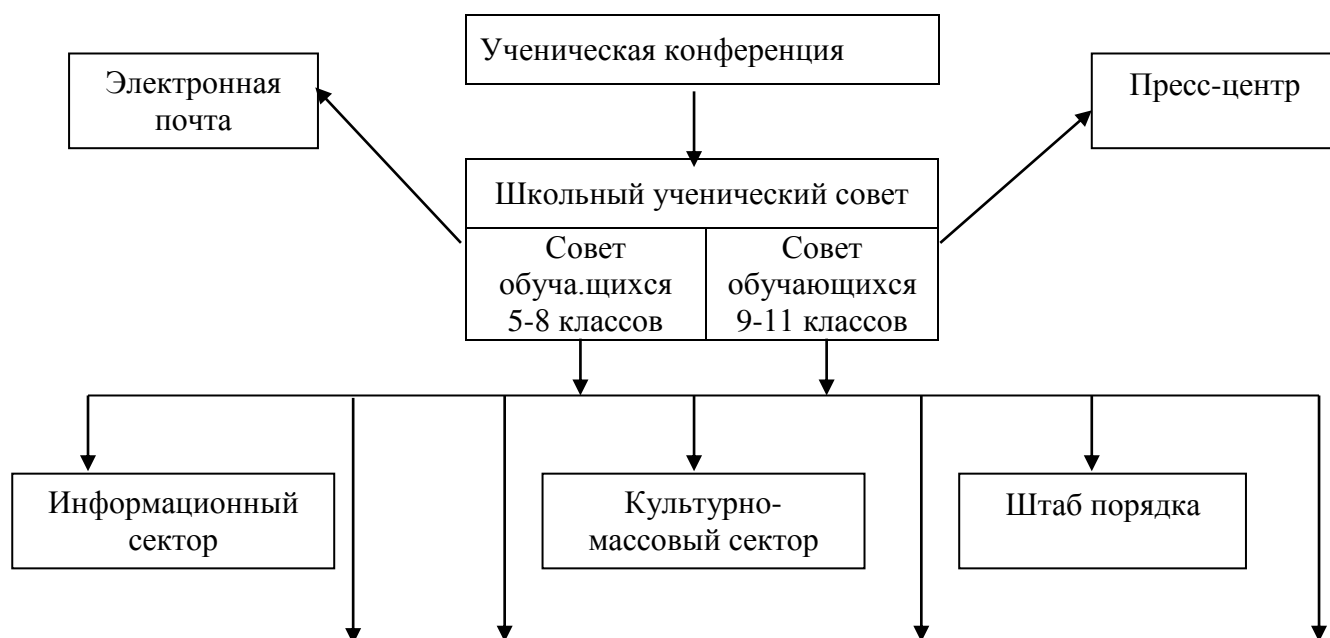 Ученическая конференция
Электронная
почта
Пресс-центр
Школьный ученический совет
Совет
обуча.щихся
5-8 классов
Совет
обучающихся
9-11 классов
Информационный
сектор
Культурно-
массовый сектор
Штаб порядка